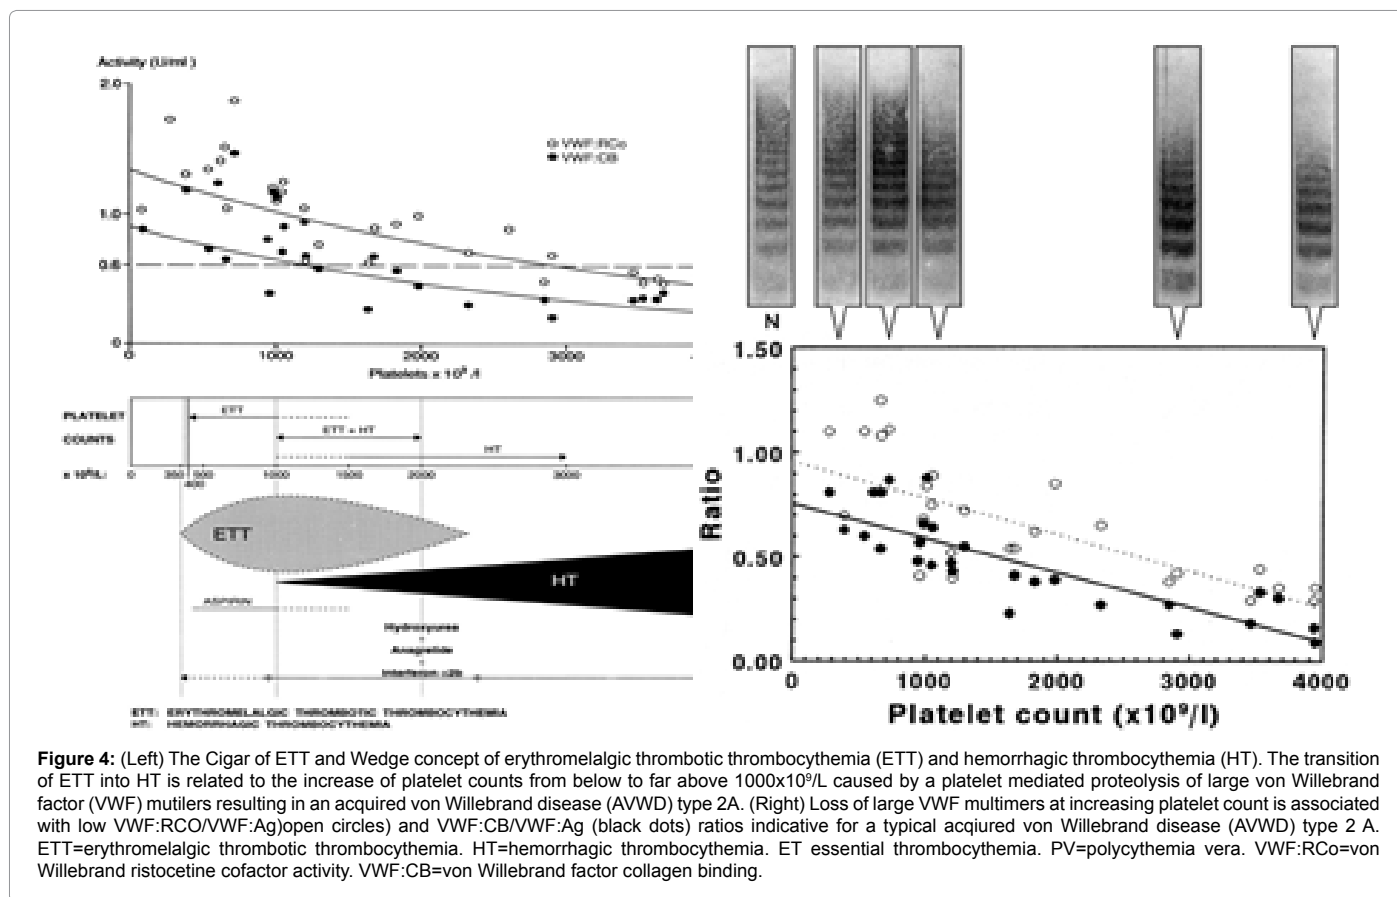 Activity (U/ml)
2.0
1.0
0.5
0
VWF:RCo
VWF:CB
0 1000 2000 3000
Platelets x 10⁹ /l
PLATELET
COUNTS
x 10⁹/L:
ETT
ETT + HT
HT
0 350 500 1000 1500 2000 3000
400
ETT
HT
ASPIRIN
Hydroxyurea
Anagrelide
Interferon
ETT: ERYTHROMELALGIC THROMBOTIC THROMBOCYTHEMIA
HT: HEMORRHAGIC THROMBOCYTHEMIA
N
1.50
1.00
0.50
0.00
Ratio
0 1000 2000 3000 4000
Platelet count (x10⁹/l)
Figure 4: (Left) The Cigar of ETT and Wedge concept of erythromelalgic thrombotic thrombocythemia (ETT) and hemorrhagic thrombocythemia (HT). The transition
of ETT into HT is related to the increase of platelet counts from below to far above 1000x10⁹/L caused by a platelet mediated proteolysis of large von Willebrand
factor (VWF) mutilers resulting in an acquired von Willebrand disease (AVWD) type 2A. (Right) Loss of large VWF multimers at increasing platelet count is associated
with low VWF:RCO/VWF:Ag)open circles) and VWF:CB/VWF:Ag (black dots) ratios indicative for a typical acqiured von Willebrand disease (AVWD) type 2 A.
ETT=erythromelalgic thrombotic thrombocythemia. HT=hemorrhagic thrombocythemia. ET essential thrombocythemia. PV=polycythemia vera. VWF:RCo=von
Willebrand ristocetine cofactor activity. VWF:CB=von Willebrand factor collagen binding.